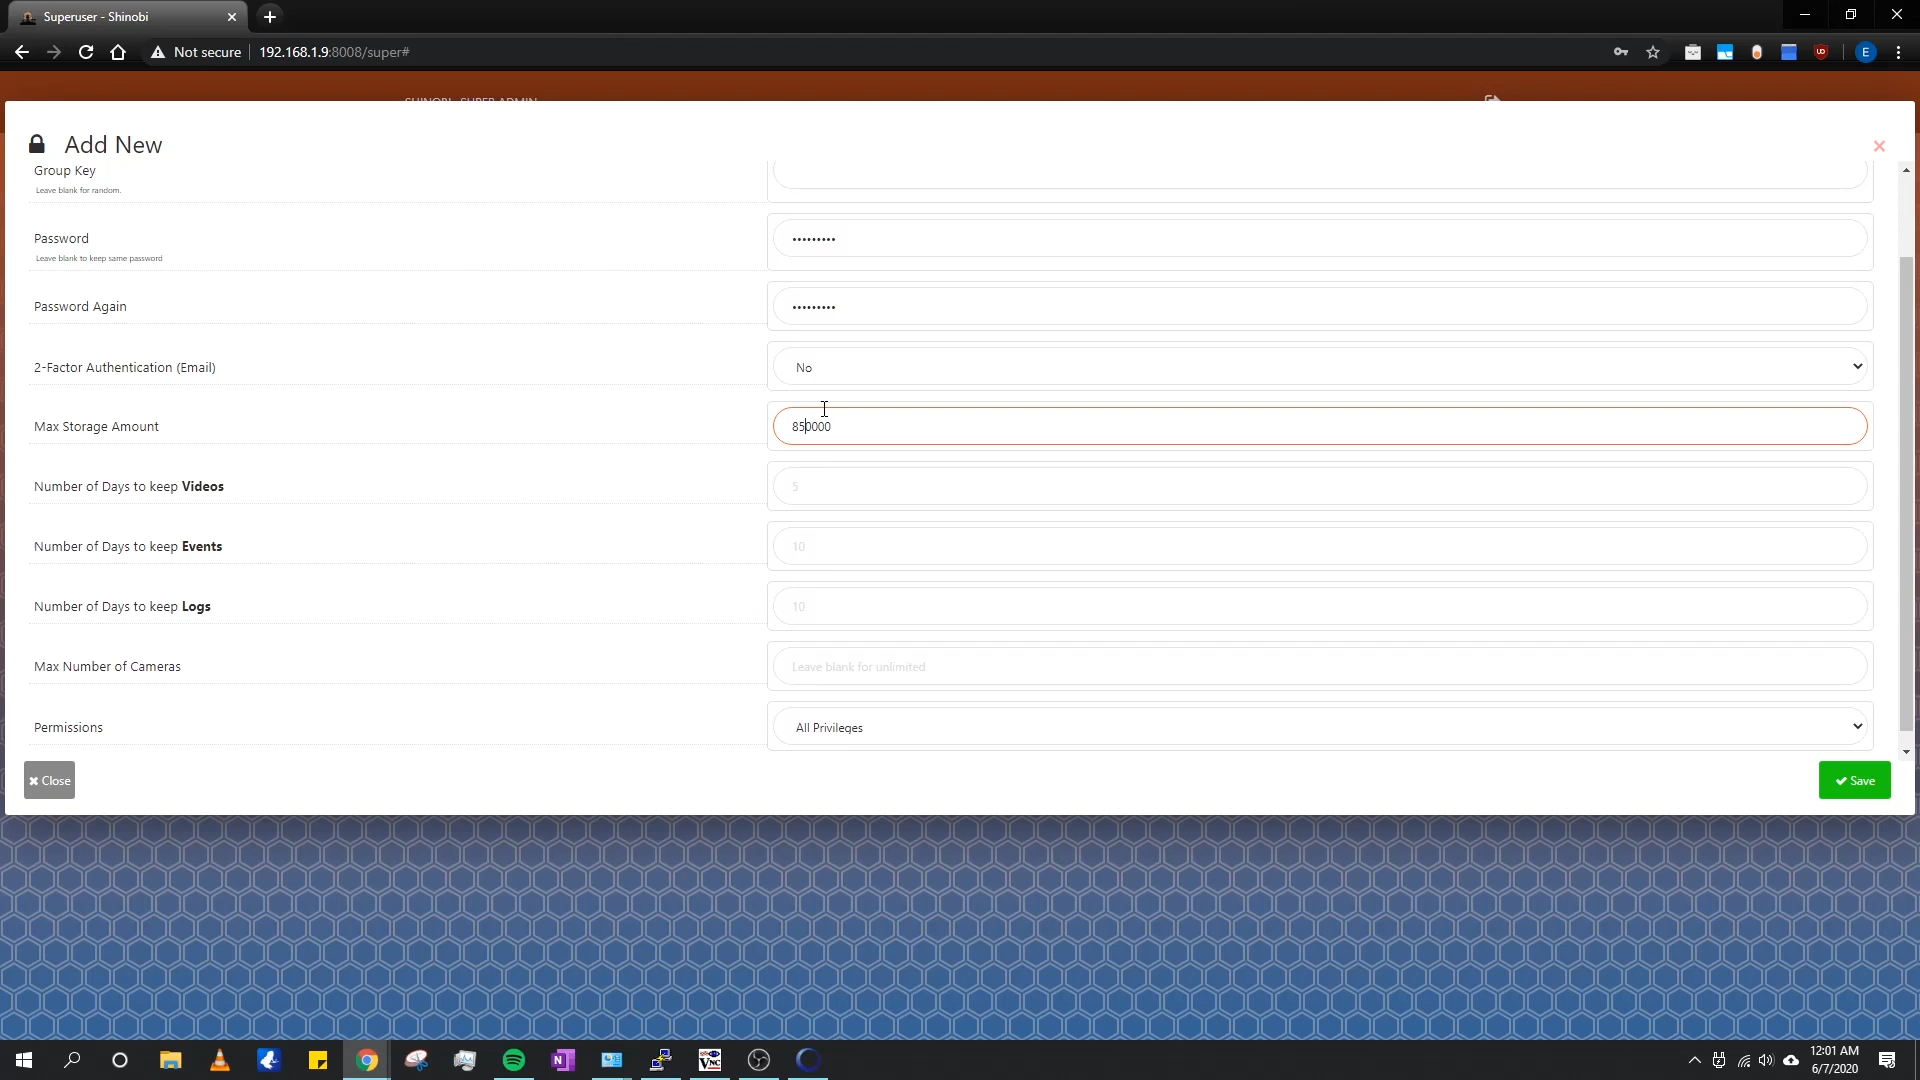 Superuser - Shinobi
Not secure
192.168.1.9:8008/super#
E
SHINOBI - SUPER ADMIN
Add New
Group Key
Leave blank for random.
Password
•••••••••
Leave blank to keep same password
Password Again
•••••••••
2-Factor Authentication (Email)
No
Max Storage Amount
850000
Number of Days to keep Videos
5
Number of Days to keep Events
10
Number of Days to keep Logs
10
Max Number of Cameras
Leave blank for unlimited
Permissions
All Privileges
Close
Save
12:01 AM
6/7/2020